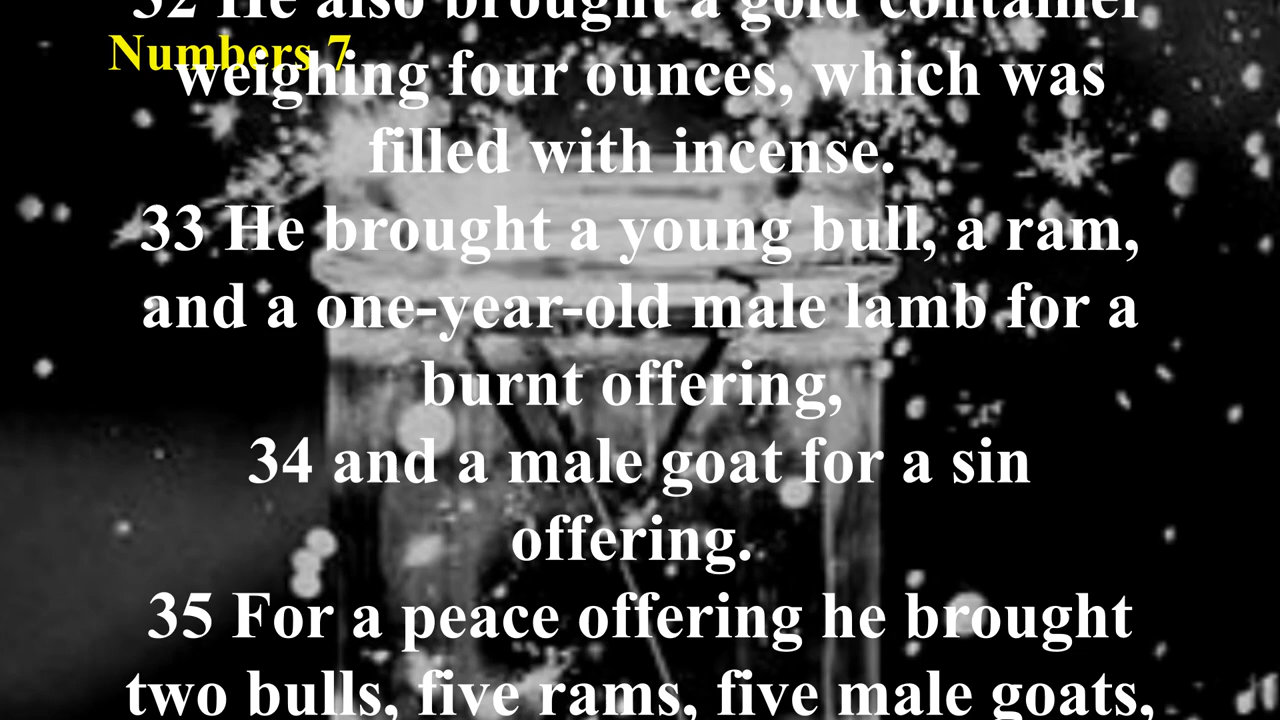 32 He also brought a gold container
Numbers 7
weighing four ounces, which was
filled with incense.
33 He brought a young bull, a ram,
and a one-year-old male lamb for a
burnt offering,
34 and a male goat for a sin
offering.
35 For a peace offering he brought
two bulls, five rams, five male goats,